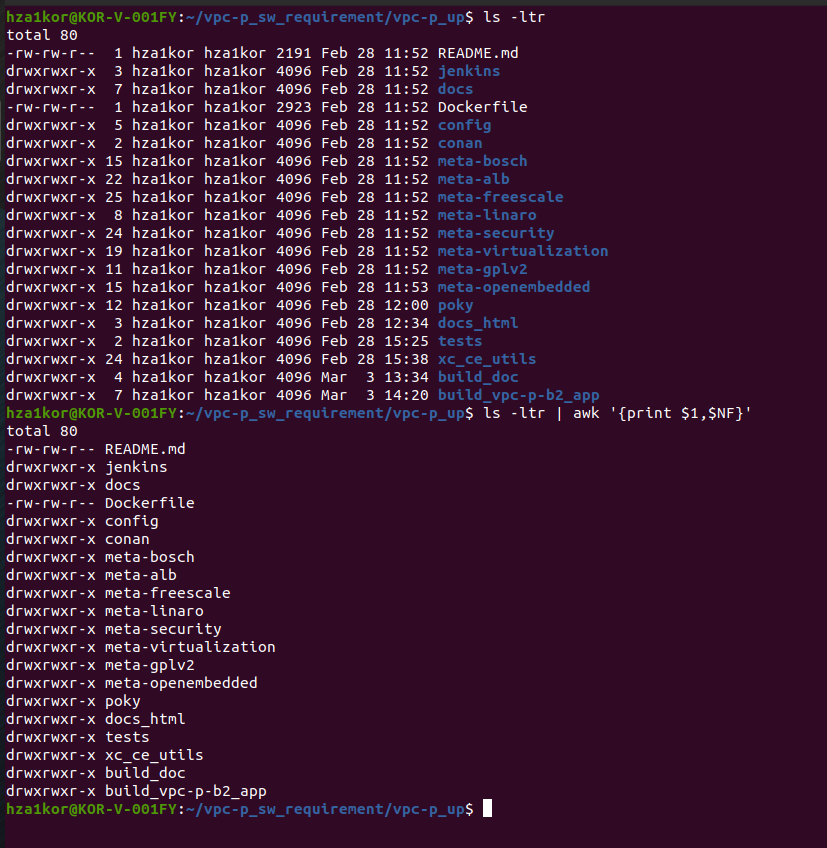 hza1kor@KOR-V-001FY:~/vpc-p_sw_requirement/vpc-p_up$ ls -ltr
total 80
-rw-rw-r--  1 hza1kor hza1kor 2191 Feb 28 11:52 README.md
drwxrwxr-x  3 hza1kor hza1kor 4096 Feb 28 11:52 jenkins
drwxrwxr-x  7 hza1kor hza1kor 4096 Feb 28 11:52 docs
-rw-rw-r--  1 hza1kor hza1kor 2923 Feb 28 11:52 Dockerfile
drwxrwxr-x  5 hza1kor hza1kor 4096 Feb 28 11:52 config
drwxrwxr-x  2 hza1kor hza1kor 4096 Feb 28 11:52 conan
drwxrwxr-x 15 hza1kor hza1kor 4096 Feb 28 11:52 meta-bosch
drwxrwxr-x 22 hza1kor hza1kor 4096 Feb 28 11:52 meta-alb
drwxrwxr-x 25 hza1kor hza1kor 4096 Feb 28 11:52 meta-freescale
drwxrwxr-x  8 hza1kor hza1kor 4096 Feb 28 11:52 meta-linaro
drwxrwxr-x 24 hza1kor hza1kor 4096 Feb 28 11:52 meta-security
drwxrwxr-x 19 hza1kor hza1kor 4096 Feb 28 11:52 meta-virtualization
drwxrwxr-x 11 hza1kor hza1kor 4096 Feb 28 11:52 meta-gplv2
drwxrwxr-x 15 hza1kor hza1kor 4096 Feb 28 11:53 meta-openembedded
drwxrwxr-x 12 hza1kor hza1kor 4096 Feb 28 12:00 poky
drwxrwxr-x  3 hza1kor hza1kor 4096 Feb 28 12:34 docs_html
drwxrwxr-x  2 hza1kor hza1kor 4096 Feb 28 15:25 tests
drwxrwxr-x 24 hza1kor hza1kor 4096 Feb 28 15:38 xc_ce_utils
drwxrwxr-x  4 hza1kor hza1kor 4096 Mar  3 13:34 build_doc
drwxrwxr-x  7 hza1kor hza1kor 4096 Mar  3 14:20 build_vpc-p-b2_app
hza1kor@KOR-V-001FY:~/vpc-p_sw_requirement/vpc-p_up$ ls -ltr | awk '{print $1,$NF}'
total 80
-rw-rw-r-- README.md
drwxrwxr-x jenkins
drwxrwxr-x docs
-rw-rw-r-- Dockerfile
drwxrwxr-x config
drwxrwxr-x conan
drwxrwxr-x meta-bosch
drwxrwxr-x meta-alb
drwxrwxr-x meta-freescale
drwxrwxr-x meta-linaro
drwxrwxr-x meta-security
drwxrwxr-x meta-virtualization
drwxrwxr-x meta-gplv2
drwxrwxr-x meta-openembedded
drwxrwxr-x poky
drwxrwxr-x docs_html
drwxrwxr-x tests
drwxrwxr-x xc_ce_utils
drwxrwxr-x build_doc
drwxrwxr-x build_vpc-p-b2_app
hza1kor@KOR-V-001FY:~/vpc-p_sw_requirement/vpc-p_up$